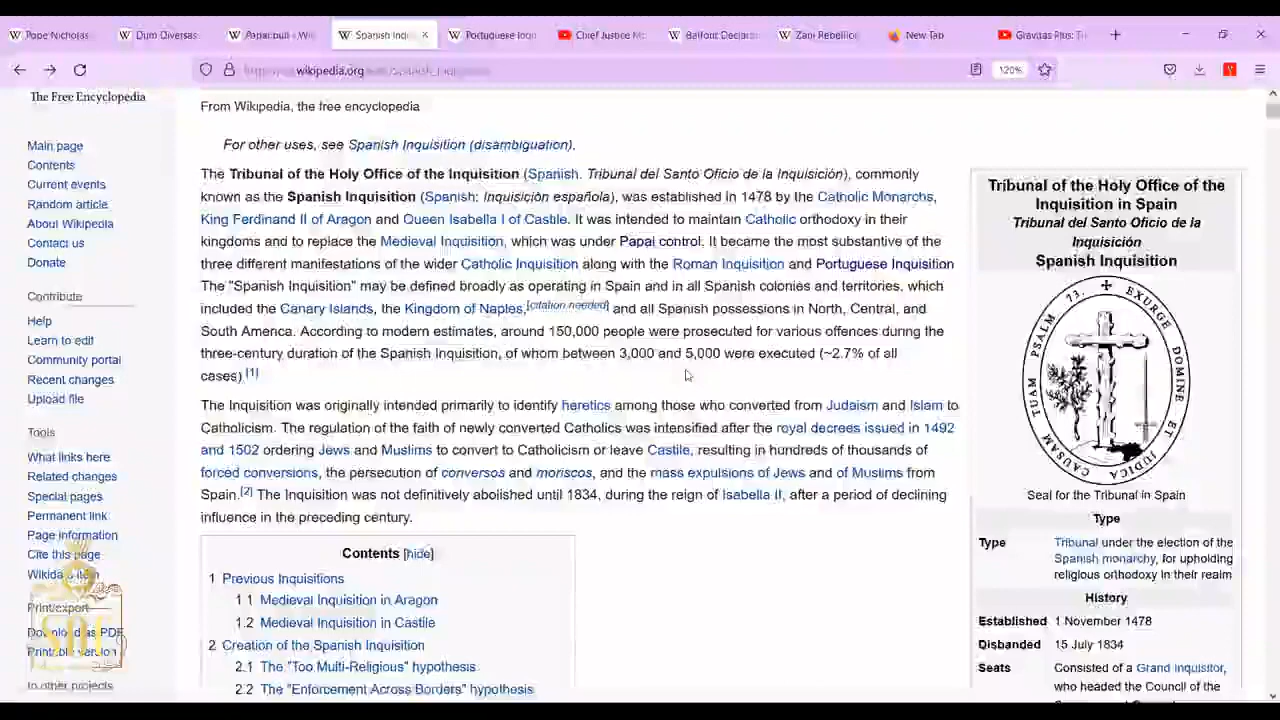 Pope Nicholas
Dum Diversas
Papal bull - Wi
Spanish Inqu
Portuguese Inqu
Chief Justice M
Balfour Declara
Zanj Rebellio
New Tab
Gravitas Plus: T
wikipedia.org
120%
The Free Encyclopedia
Main page
Contents
Current events
Random article
About Wikipedia
Contact us
Donate
Contribute
Help
Learn to edit
Community portal
Recent changes
Upload file
Tools
What links here
Related changes
Special pages
Permanent link
Page information
Cite this page
Wikidata item
Print/export
Download as PDF
Printable version
In other projects
From Wikipedia, the free encyclopedia
For other uses, see Spanish Inquisition (disambiguation).
The Tribunal of the Holy Office of the Inquisition (Spanish. Tribunal del Santo Oficio de la Inquisición), commonly
known as the Spanish Inquisition (Spanish: Inquisición española), was established in 1478 by the Catholic Monarchs,
King Ferdinand II of Aragon and Queen Isabella I of Castile. It was intended to maintain Catholic orthodoxy in their
kingdoms and to replace the Medieval Inquisition, which was under Papal control. It became the most substantive of the
three different manifestations of the wider Catholic Inquisition along with the Roman Inquisition and Portuguese Inquisition
The "Spanish Inquisition" may be defined broadly as operating in Spain and in all Spanish colonies and territories, which
included the Canary Islands, the Kingdom of Naples,[citation needed] and all Spanish possessions in North, Central, and
South America. According to modern estimates, around 150,000 people were prosecuted for various offences during the
three-century duration of the Spanish Inquisition, of whom between 3,000 and 5,000 were executed (~2.7% of all
cases).[1]
The Inquisition was originally intended primarily to identify heretics among those who converted from Judaism and Islam to
Catholicism. The regulation of the faith of newly converted Catholics was intensified after the royal decrees issued in 1492
and 1502 ordering Jews and Muslims to convert to Catholicism or leave Castile, resulting in hundreds of thousands of
forced conversions, the persecution of conversos and moriscos, and the mass expulsions of Jews and of Muslims from
Spain.[2] The Inquisition was not definitively abolished until 1834, during the reign of Isabella II, after a period of declining
influence in the preceding century.
Contents [hide]
1 Previous Inquisitions
1.1 Medieval Inquisition in Aragon
1.2 Medieval Inquisition in Castile
2 Creation of the Spanish Inquisition
2.1 The "Too Multi-Religious" hypothesis
2.2 The "Enforcement Across Borders" hypothesis
Tribunal of the Holy Office of the
Inquisition in Spain
Tribunal del Santo Oficio de la
Inquisición
Spanish Inquisition
EXURGE DOMINE ET JUDICA CAUSAM TUAM PSALM 73.
Seal for the Tribunal in Spain
Type
Type Tribunal under the election of the
Spanish monarchy, for upholding
religious orthodoxy in their realm
History
Established 1 November 1478
Disbanded 15 July 1834
Seats Consisted of a Grand Inquisitor,
who headed the Council of the